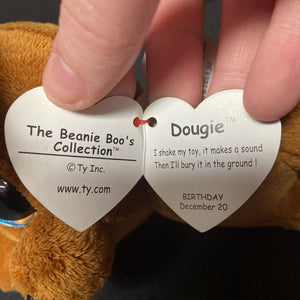 The Beanie Boo's
Collection™
© Ty Inc.
www.ty.com
Dougie™
I shake my toy, it makes a sound
Then I'll bury it in the ground !
BIRTHDAY
December 20